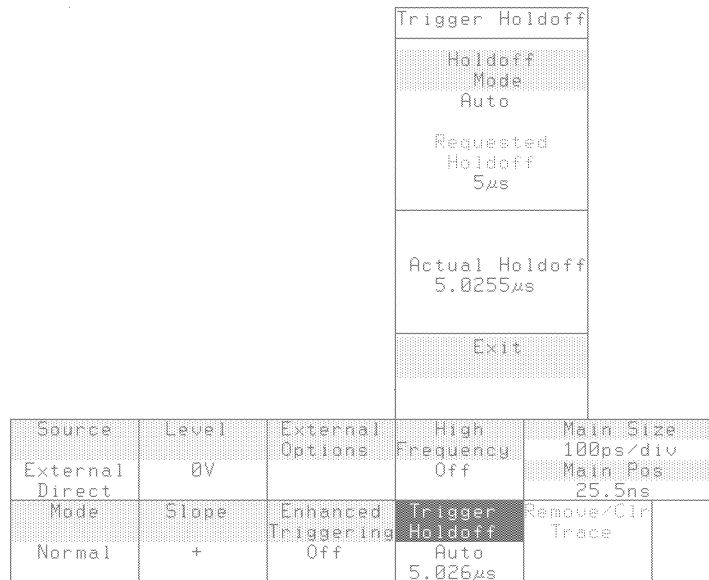 Trigger Holdoff
Holdoff
Mode
Auto
Requested
Holdoff
5µs
Actual Holdoff
5.0255µs
Exit
Source
External
Direct
Level
0V
External
Options
High
Frequency
Off
Main Size
100ps/div
Main Pos
25.5ns
Mode
Normal
Slope
+
Enhanced
Triggering
Off
Trigger
Holdoff
Auto
5.026µs
Remove/Clr
Trace